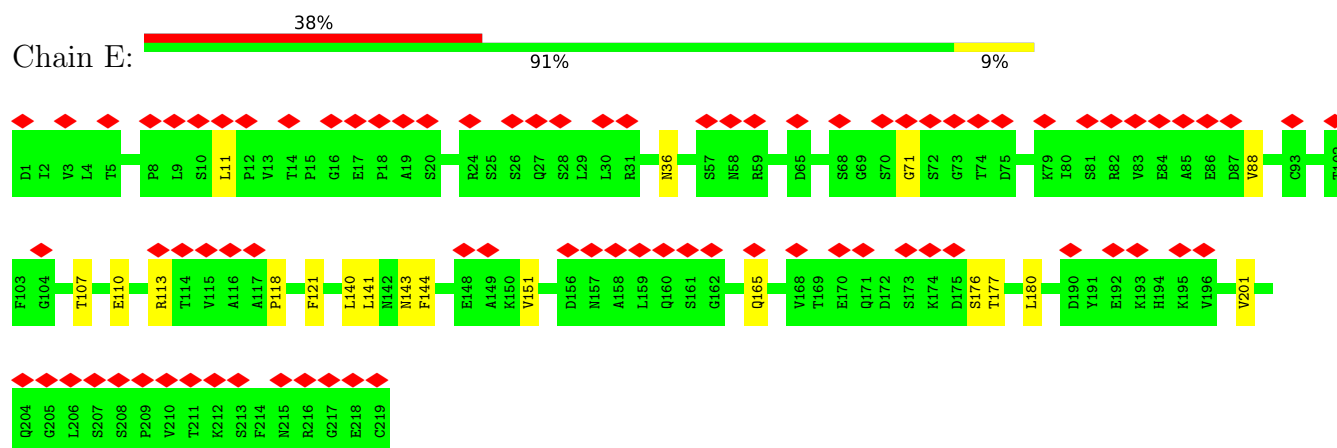 38%
Chain E:
91% 9%
D1 I2 V3 L4 T5 P8 L9 S10 L11 P12 V13 T14 P15 G16 E17 P18 A19 S20 R24 S25 S26 Q27 S28 L29 L30 R31 N36 S57 N58 R59 D65 S68 G69 S70 G71 S72 G73 T74 D75 K79 I80 S81 R82 V83 E84 A85 E86 D87 V88 C93 T102
F103 G104 T107 E110 R113 T114 V115 A116 A117 P118 F121 L140 L141 N142 N143 F144 E148 A149 K150 V151 D156 N157 A158 L159 Q160 S161 G162 Q165 V168 T169 E170 Q171 D172 S173 K174 D175 S176 T177 L180 D190 Y191 E192 K193 H194 K195 V196 V201
Q204 G205 L206 S207 S208 P209 V210 T211 K212 S213 F214 N215 R216 G217 E218 C219